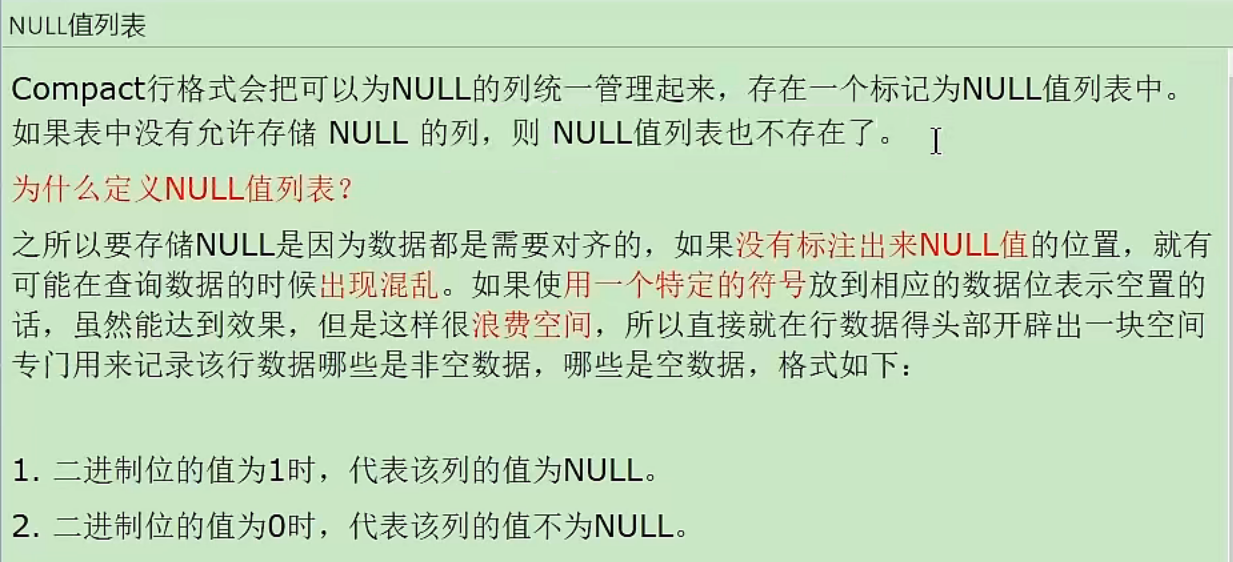 NULL值列表
Compact行格式会把可以为NULL的列统一管理起来，存在一个标记为NULL值列表中。
如果表中没有允许存储 NULL 的列，则 NULL值列表也不存在了。
为什么定义NULL值列表？
之所以要存储NULL是因为数据都是需要对齐的，如果没有标注出来NULL值的位置，就有
可能在查询数据的时候出现混乱。如果使用一个特定的符号放到相应的数据位表示空置的
话，虽然能达到效果，但是这样很浪费空间，所以直接就在行数据得头部开辟出一块空间
专门用来记录该行数据哪些是非空数据，哪些是空数据，格式如下：
1. 二进制位的值为1时，代表该列的值为NULL。
2. 二进制位的值为0时，代表该列的值不为NULL。